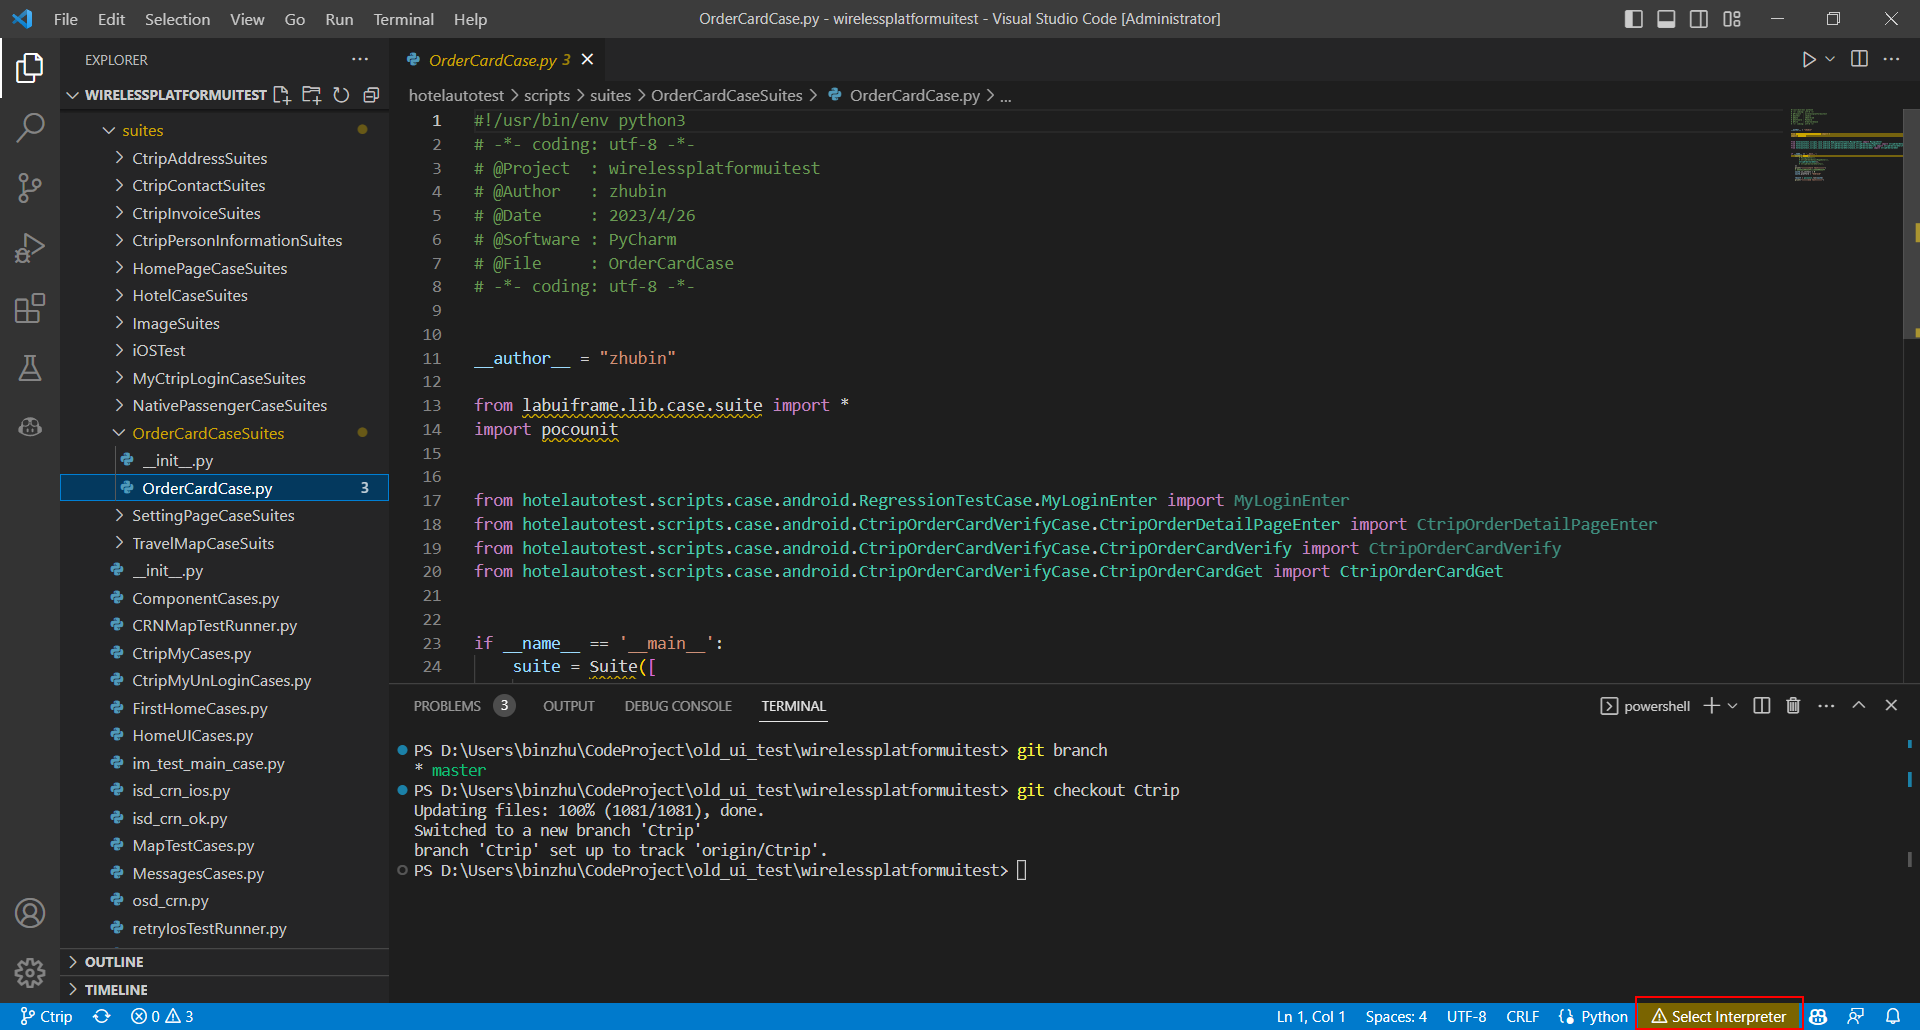 File Edit Selection View Go Run Terminal Help
OrderCardCase.py - wirelessplatformuitest - Visual Studio Code [Administrator]
EXPLORER
WIRELESSPLATFORMUITEST
suites
CtripAddressSuites
CtripContactSuites
CtripInvoiceSuites
CtripPersonInformationSuites
HomePageCaseSuites
HotelCaseSuites
ImageSuites
iOSTest
MyCtripLoginCaseSuites
NativePassengerCaseSuites
OrderCardCaseSuites
__init__.py
OrderCardCase.py 3
SettingPageCaseSuites
TravelMapCaseSuits
__init__.py
ComponentCases.py
CRNMapTestRunner.py
CtripMyCases.py
CtripMyUnLoginCases.py
FirstHomeCases.py
HomeUICases.py
im_test_main_case.py
isd_crn_ios.py
isd_crn_ok.py
MapTestCases.py
MessagesCases.py
osd_crn.py
retryIosTestRunner.py
OUTLINE
TIMELINE
OrderCardCase.py 3
hotelautotest > scripts > suites > OrderCardCaseSuites > OrderCardCase.py > ...
1 #!/usr/bin/env python3
2 # -*- coding: utf-8 -*-
3 # @Project  : wirelessplatformuitest
4 # @Author   : zhubin
5 # @Date     : 2023/4/26
6 # @Software : PyCharm
7 # @File     : OrderCardCase
8 # -*- coding: utf-8 -*-
9
10
11 __author__ = "zhubin"
12
13 from labuiframe.lib.case.suite import *
14 import pocounit
15
16
17 from hotelautotest.scripts.case.android.RegressionTestCase.MyLoginEnter import MyLoginEnter
18 from hotelautotest.scripts.case.android.CtripOrderCardVerifyCase.CtripOrderDetailPageEnter import CtripOrderDetailPageEnter
19 from hotelautotest.scripts.case.android.CtripOrderCardVerifyCase.CtripOrderCardVerify import CtripOrderCardVerify
20 from hotelautotest.scripts.case.android.CtripOrderCardVerifyCase.CtripOrderCardGet import CtripOrderCardGet
21
22
23 if __name__ == '__main__':
24     suite = Suite([
PROBLEMS 3 OUTPUT DEBUG CONSOLE TERMINAL
powershell
PS D:\Users\binzhu\CodeProject\old_ui_test\wirelessplatformuitest> git branch
* master
PS D:\Users\binzhu\CodeProject\old_ui_test\wirelessplatformuitest> git checkout Ctrip
Updating files: 100% (1081/1081), done.
Switched to a new branch 'Ctrip'
branch 'Ctrip' set up to track 'origin/Ctrip'.
PS D:\Users\binzhu\CodeProject\old_ui_test\wirelessplatformuitest>
Ctrip 0 3 Ln 1, Col 1 Spaces: 4 UTF-8 CRLF Python Select Interpreter